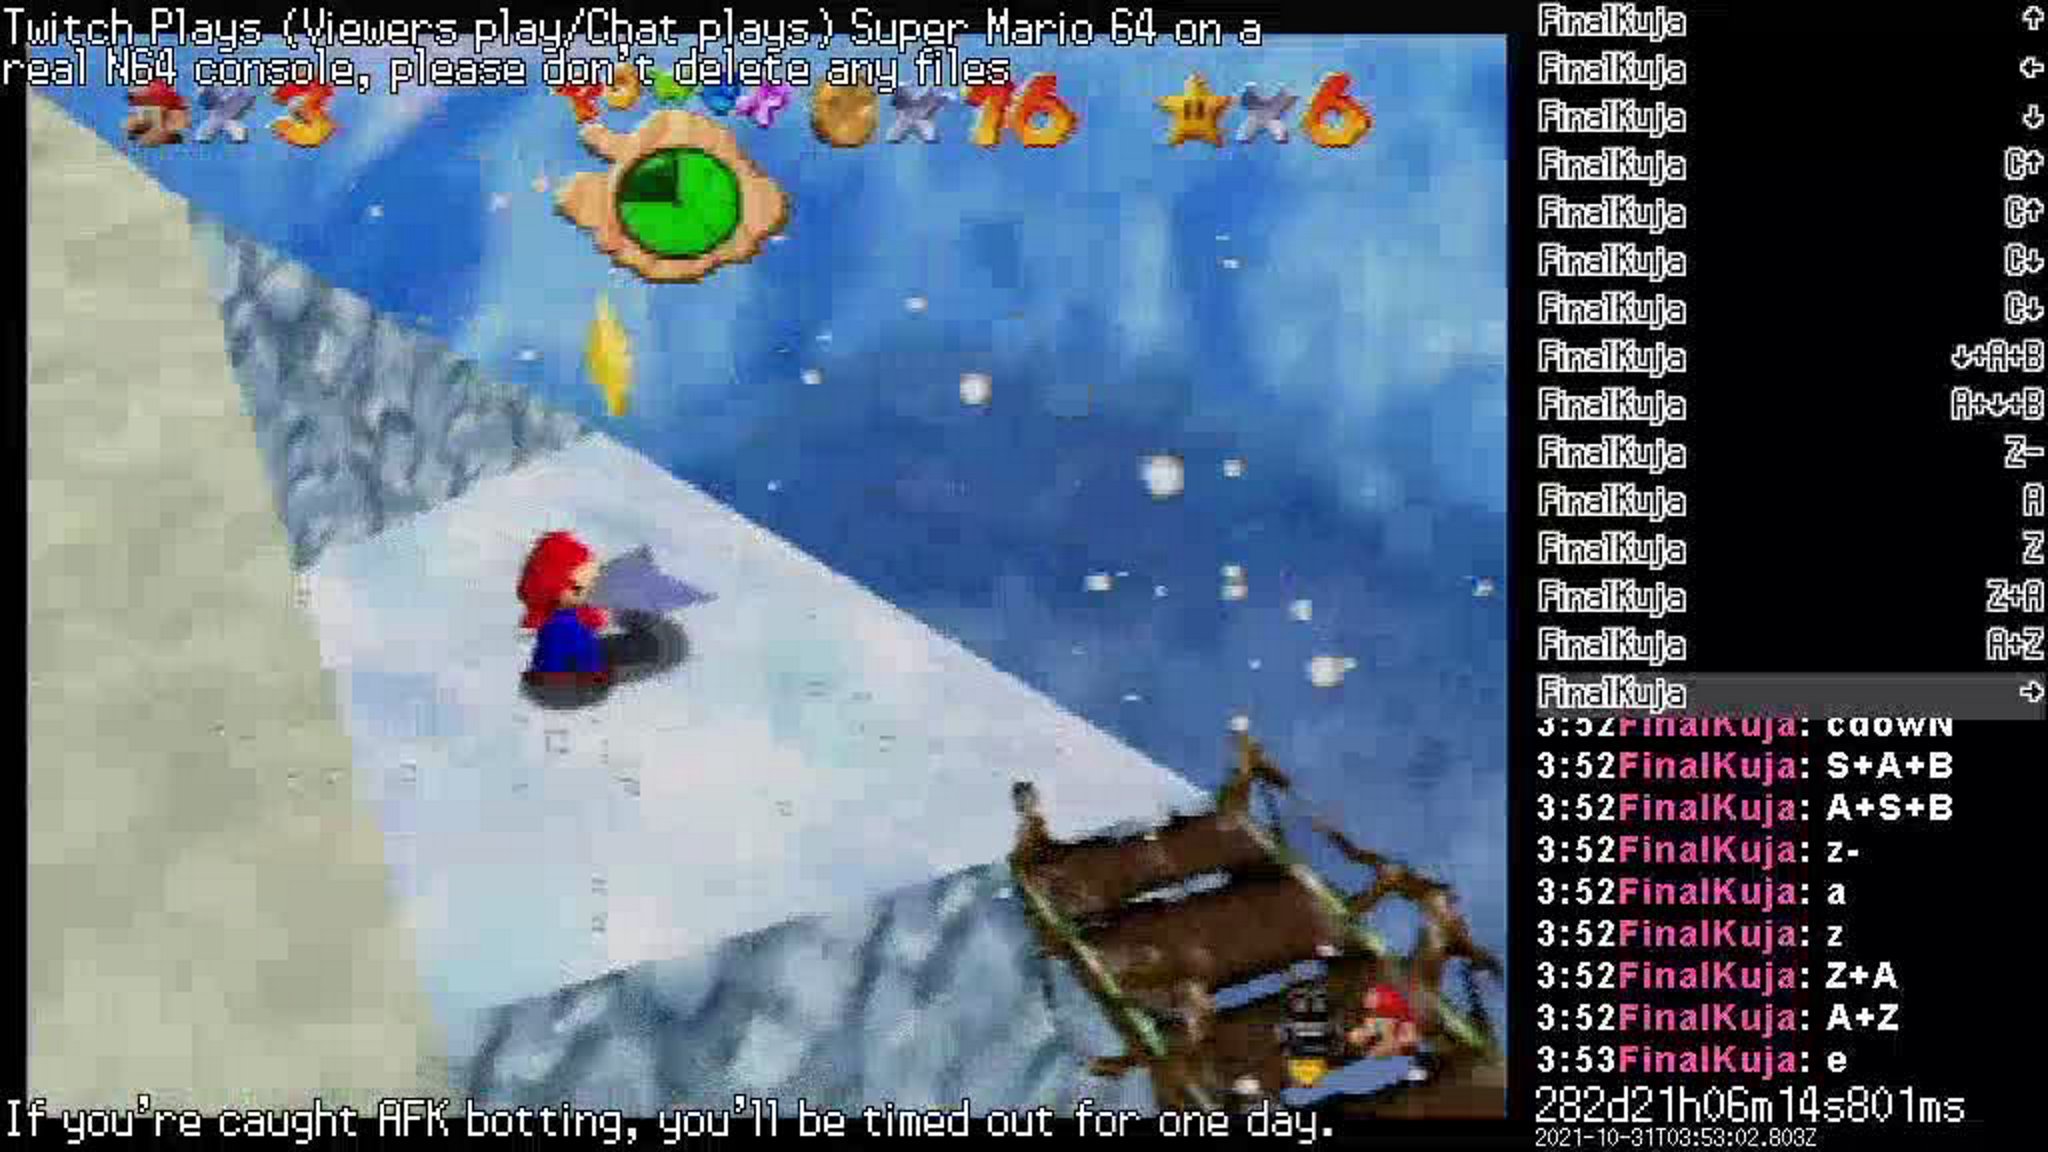 Twitch Plays (Viewers play/Chat plays) Super Mario 64 on a
real N64 console, please don't delete any files
× 3
× 16
× 6
FinalKuja ↑
FinalKuja ←
FinalKuja ↓
FinalKuja C↑
FinalKuja C↑
FinalKuja C↓
FinalKuja C↓
FinalKuja ↓+A+B
FinalKuja A+↓+B
FinalKuja Z-
FinalKuja A
FinalKuja Z
FinalKuja Z+A
FinalKuja A+Z
FinalKuja →
3:52FinalKuja: cdowN
3:52FinalKuja: S+A+B
3:52FinalKuja: A+S+B
3:52FinalKuja: z-
3:52FinalKuja: a
3:52FinalKuja: z
3:52FinalKuja: Z+A
3:52FinalKuja: A+Z
3:53FinalKuja: e
282d21h06m14s801ms
2021-10-31T03:53:02.803Z
If you're caught AFK botting, you'll be timed out for one day.